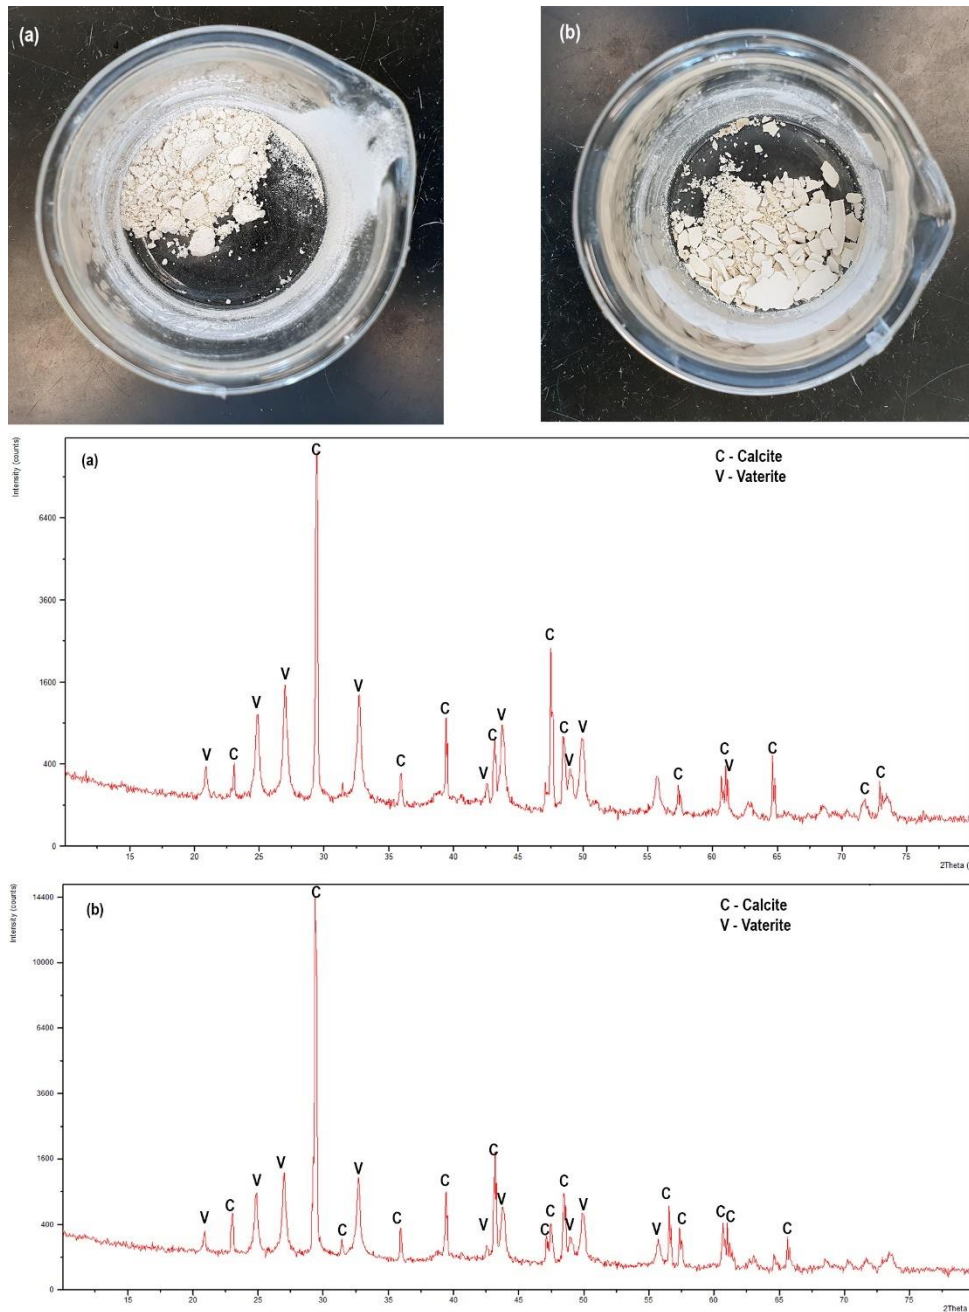 (a)
(b)
(a)
Intensity (counts)
C - Calcite
V - Vaterite
6400
3600
1600
400
0
C
V
V
V
C
V
C
C
V
C
V
C
C
V
V
C
C
V
C
C
C
15
20
25
30
35
40
45
50
55
60
65
70
75
2Theta (
(b)
Intensity (counts)
C - Calcite
V - Vaterite
14400
10000
6400
3600
1600
400
0
C
V
C
V
V
C
V
C
C
V
C
V
C
C
C
V
V
V
C
C
C
C
C
15
20
25
30
35
40
45
50
55
60
65
70
75
2Theta (